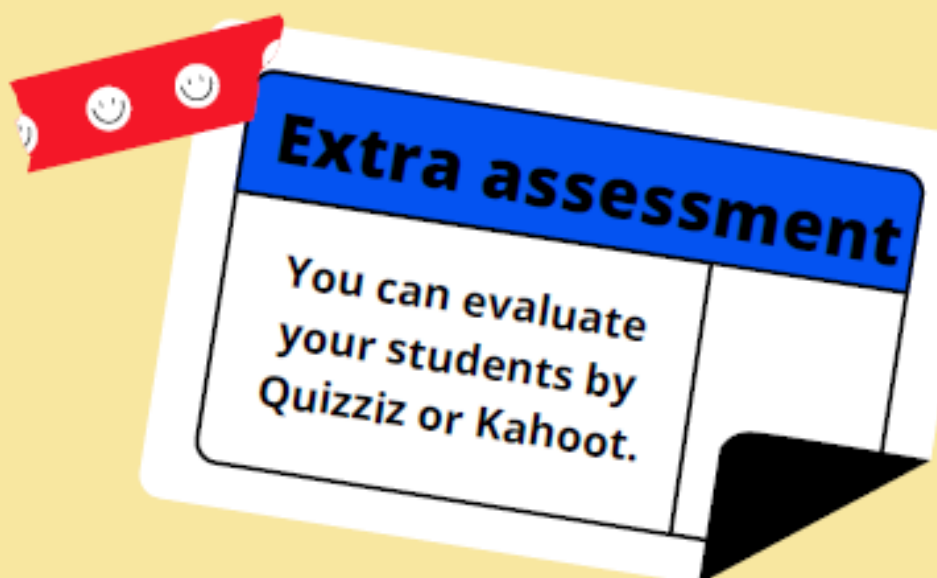 Extra assessment
You can evaluate
your students by
Quizziz or Kahoot.